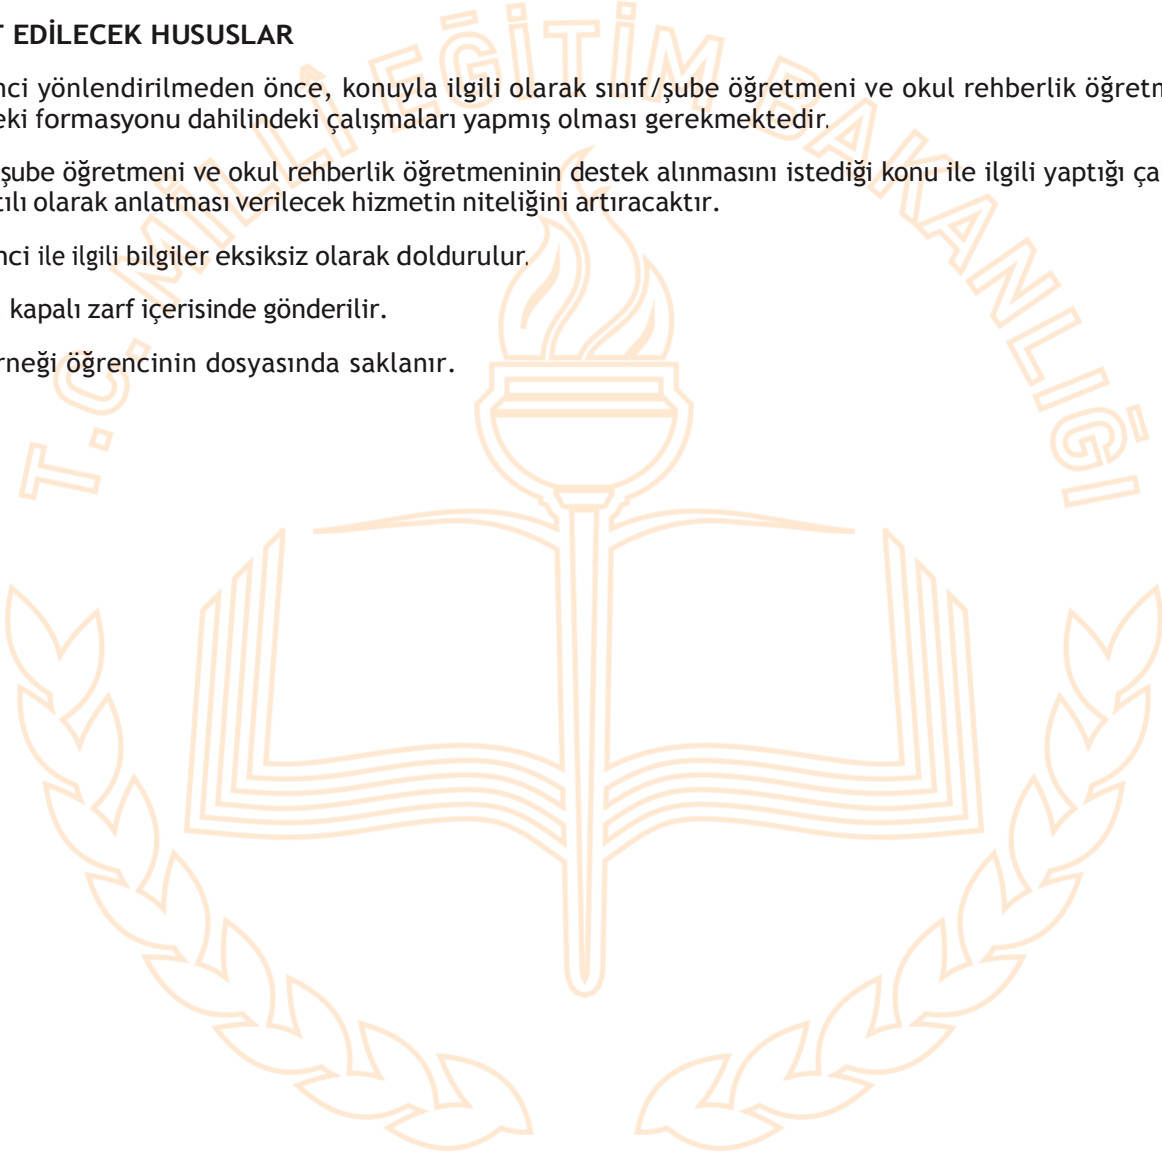 T EDİLECEK HUSUSLAR
nci yönlendirilmeden önce, konuyla ilgili olarak sınıf/şube öğretmeni ve okul rehberlik öğretm
eki formasyonu dahilindeki çalışmaları yapmış olması gerekmektedir.
şube öğretmeni ve okul rehberlik öğretmeninin destek alınmasını istediği konu ile ilgili yaptığı ça
tılı olarak anlatması verilecek hizmetin niteliğini artıracaktır.
nci ile ilgili bilgiler eksiksiz olarak doldurulur.
kapalı zarf içerisinde gönderilir.
rneği öğrencinin dosyasında saklanır.
T.C. MİLLÎ EĞİTİM BAKANLIĞI